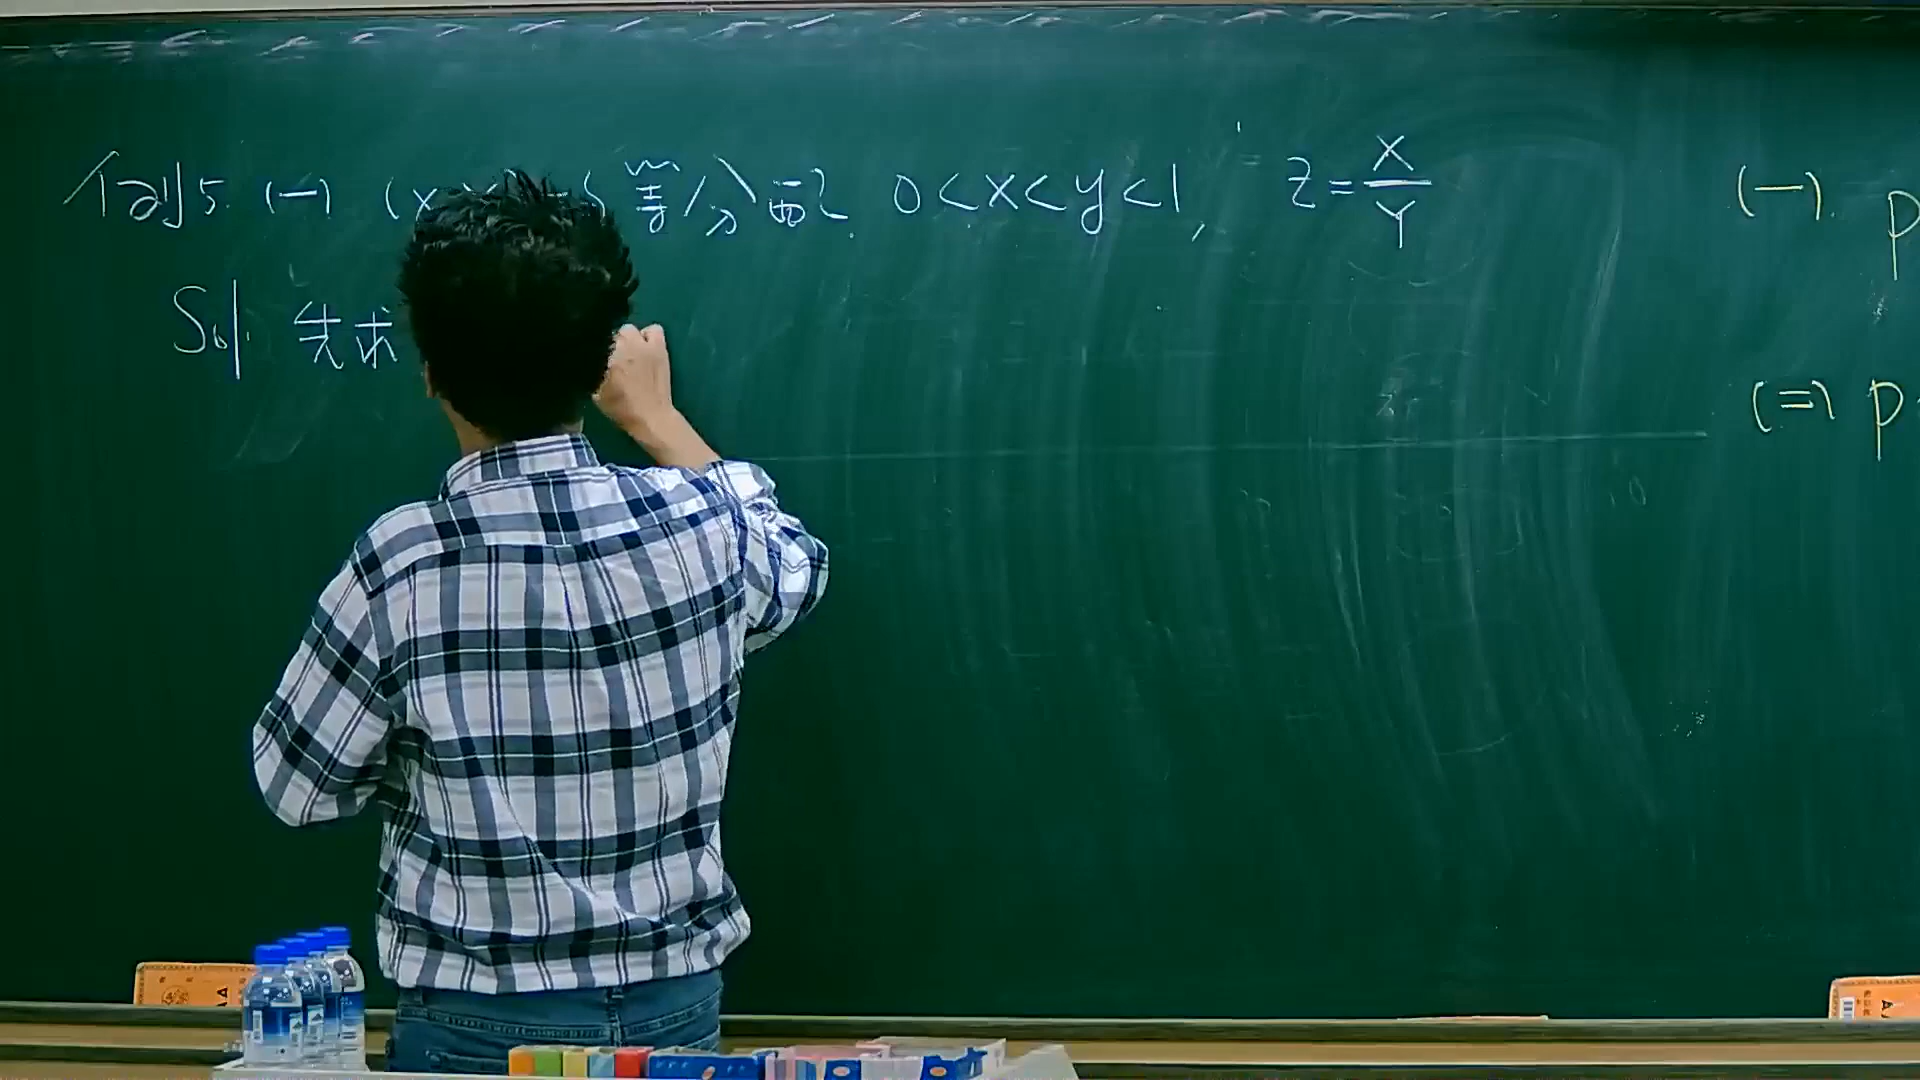 例5. (一) (X,Y) 等分配. 0<x<y<1, Z=X/Y
Sol. 先求
(一). P
(二) P